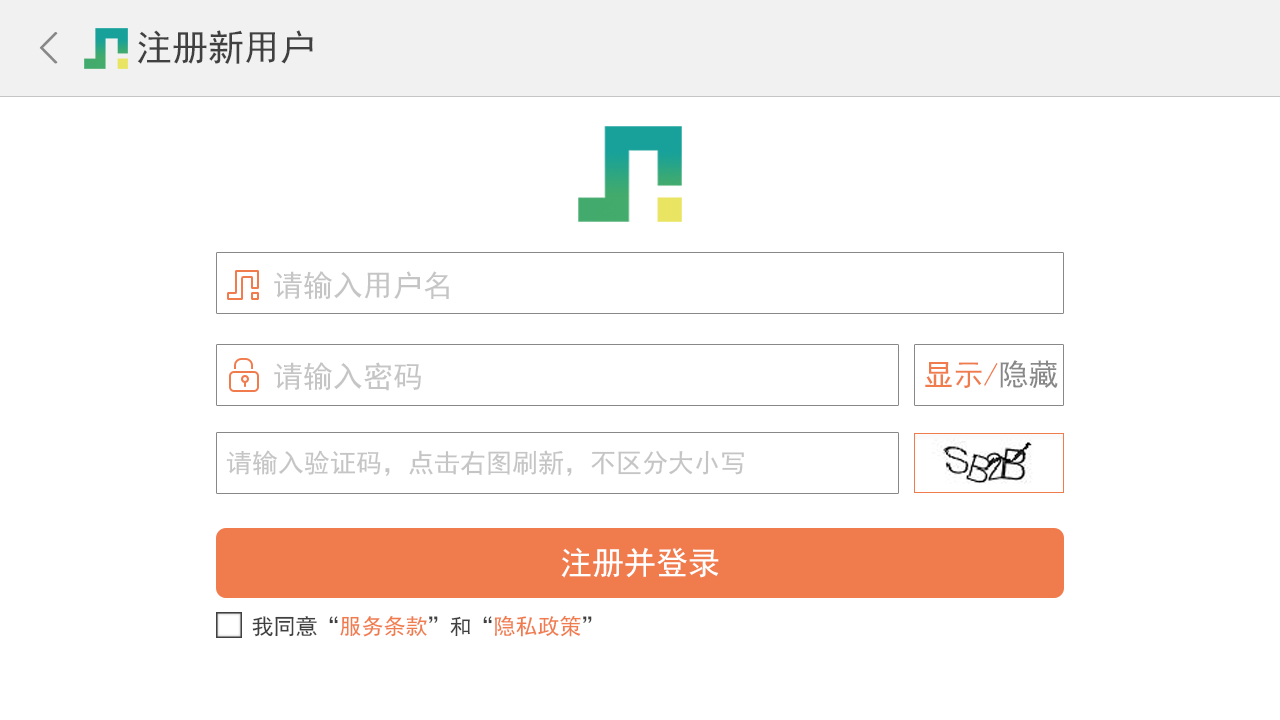 注册新用户
请输入用户名
请输入密码
显示/隐藏
请输入验证码，点击右图刷新，不区分大小写
SB2B
注册并登录
我同意“服务条款”和“隐私政策”